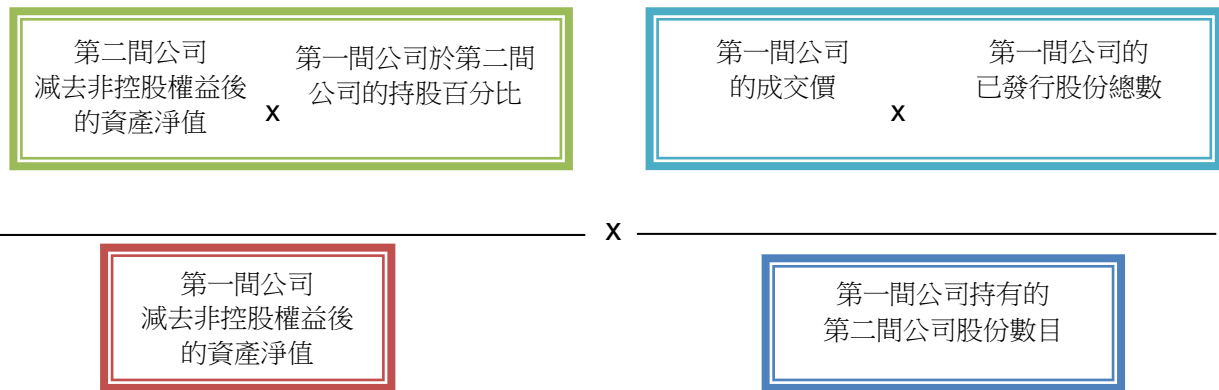 第二間公司
減去非控股權益後
的資產淨值
x
第一間公司於第二間
公司的持股百分比
第一間公司
的成交價
x
第一間公司的
已發行股份總數
x
第一間公司
減去非控股權益後
的資產淨值
第一間公司持有的
第二間公司股份數目